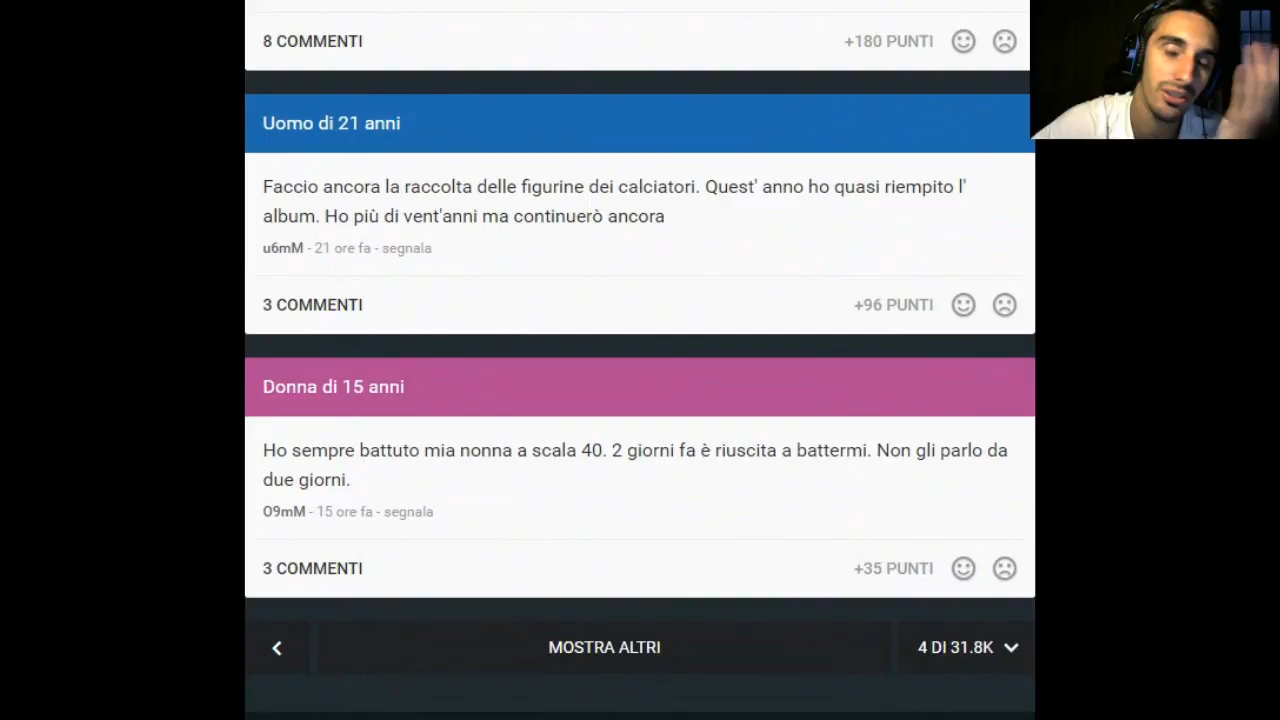 8 COMMENTI
+180 PUNTI
Uomo di 21 anni
Faccio ancora la raccolta delle figurine dei calciatori. Quest' anno ho quasi riempito l'
album. Ho più di vent'anni ma continuerò ancora
u6mM - 21 ore fa - segnala
3 COMMENTI
+96 PUNTI
Donna di 15 anni
Ho sempre battuto mia nonna a scala 40. 2 giorni fa è riuscita a battermi. Non gli parlo da
due giorni.
O9mM - 15 ore fa - segnala
3 COMMENTI
+35 PUNTI
MOSTRA ALTRI
4 DI 31.8K